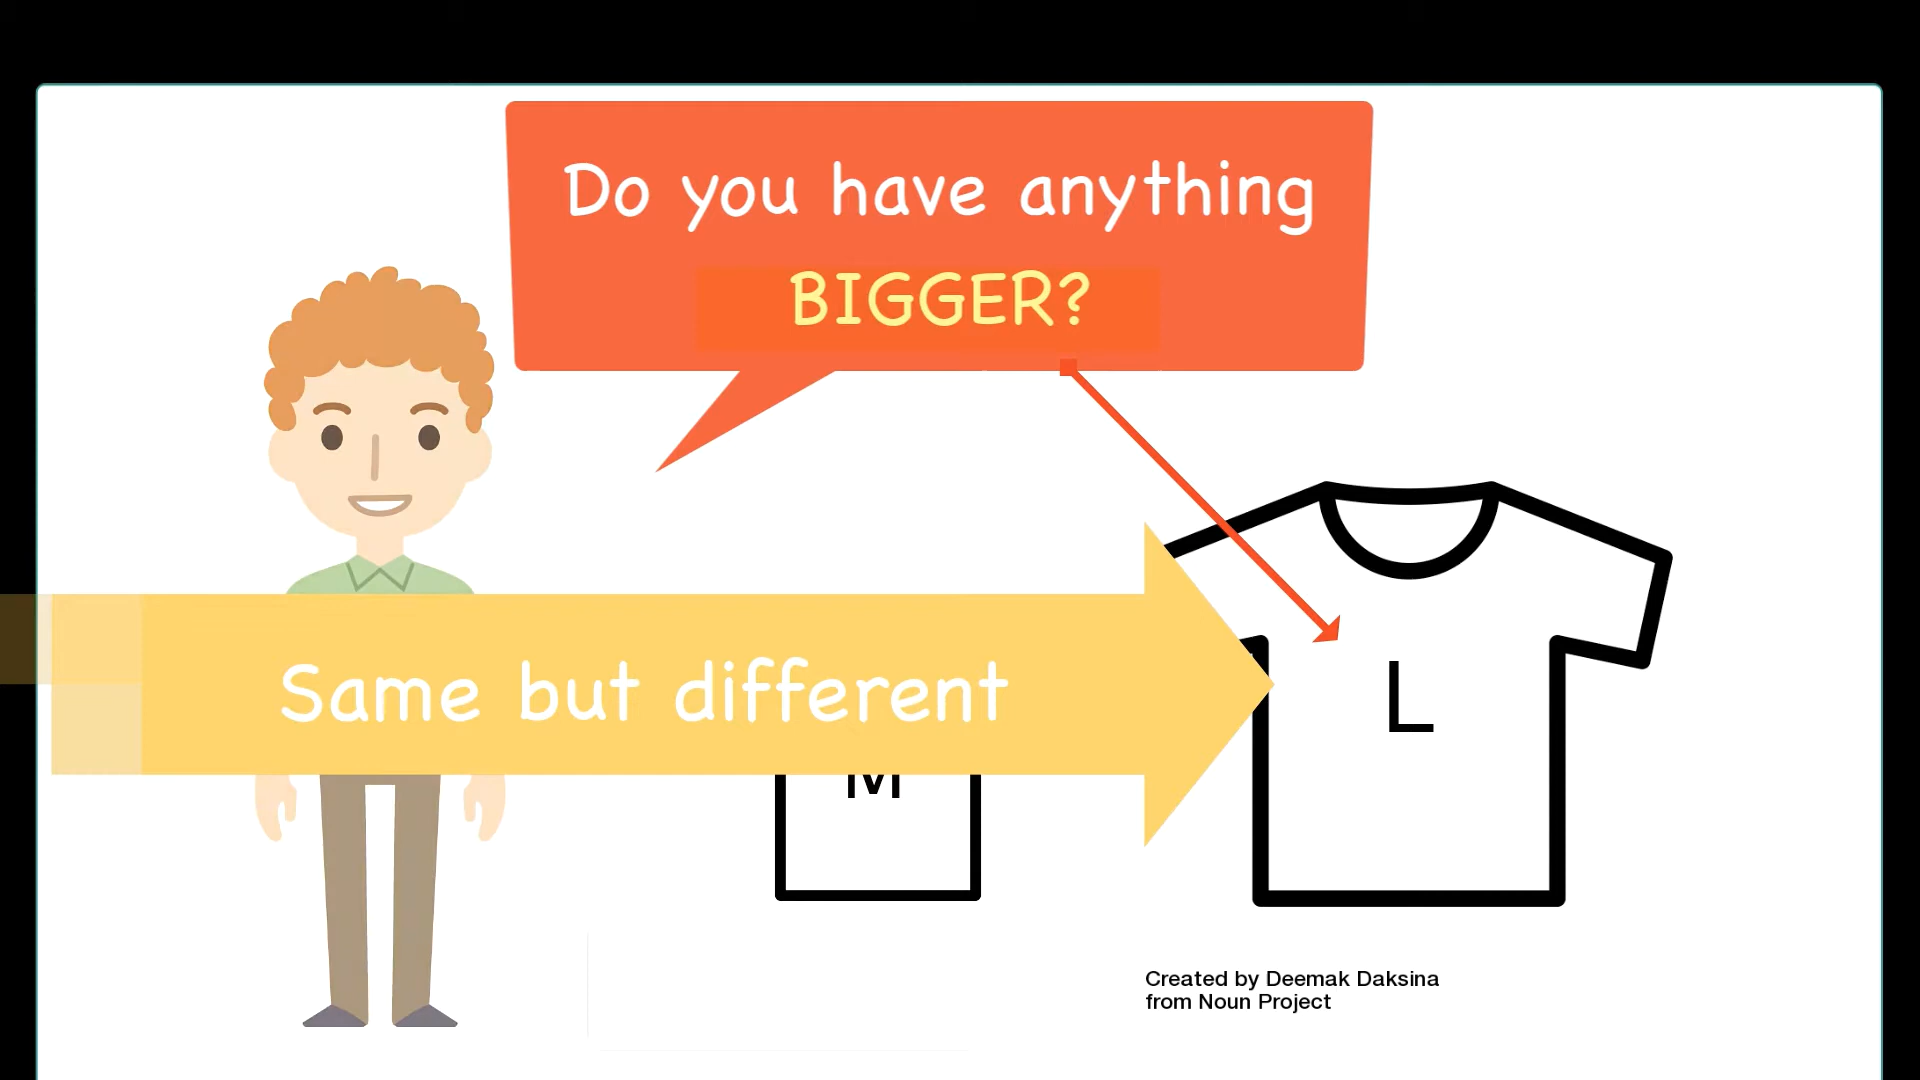 Do you have anything
BIGGER?
Same but different
L
M
Created by Deemak Daksina
from Noun Project